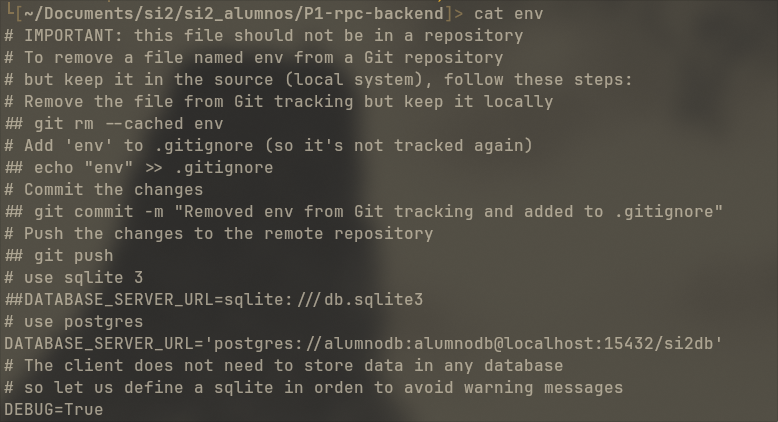 └[~/Documents/si2/si2_alumnos/P1-rpc-backend]> cat env
# IMPORTANT: this file should not be in a repository
# To remove a file named env from a Git repository
# but keep it in the source (local system), follow these steps:
# Remove the file from Git tracking but keep it locally
## git rm --cached env
# Add 'env' to .gitignore (so it's not tracked again)
## echo "env" >> .gitignore
# Commit the changes
## git commit -m "Removed env from Git tracking and added to .gitignore"
# Push the changes to the remote repository
## git push
# use sqlite 3
##DATABASE_SERVER_URL=sqlite:///db.sqlite3
# use postgres
DATABASE_SERVER_URL='postgres://alumnodb:alumnodb@localhost:15432/si2db'
# The client does not need to store data in any database
# so let us define a sqlite in orden to avoid warning messages
DEBUG=True